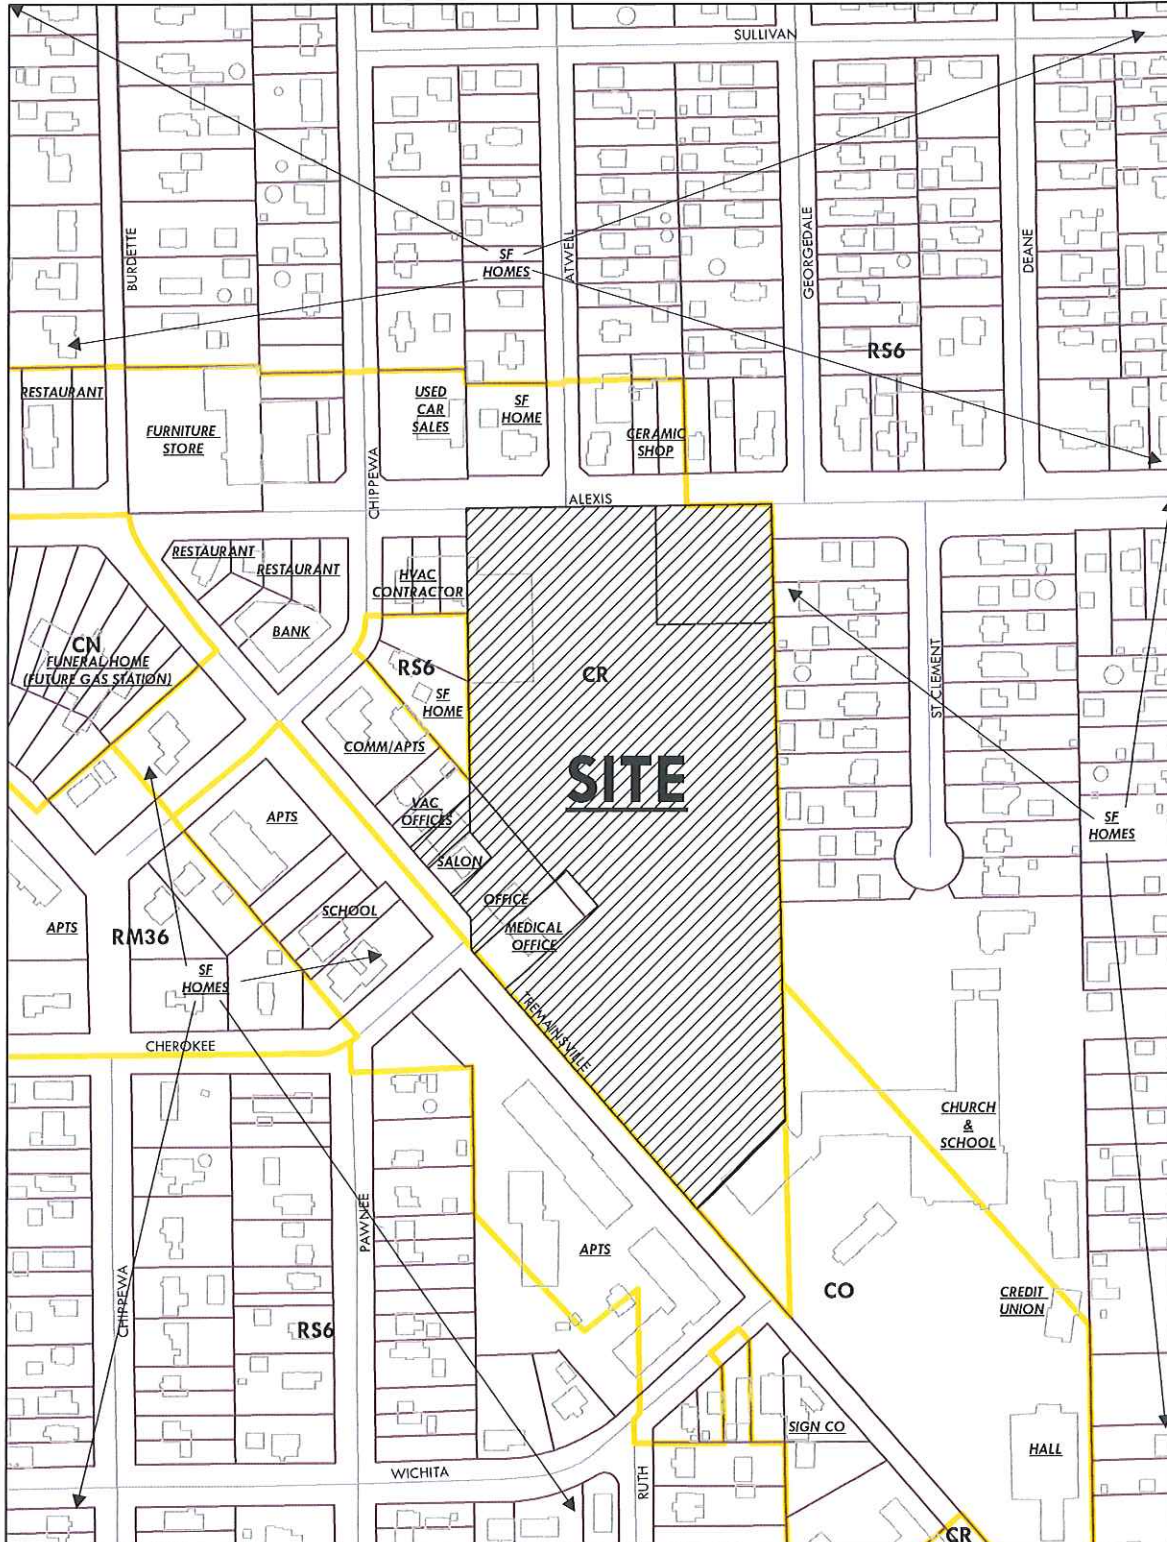 SULLIVAN
BURDETTE
SF
HOMES
ATWELL
GEORGEDALE
DEANE
RS6
RESTAURANT
FURNITURE
STORE
USED
CAR
SALES
SF
HOME
CERAMIC
SHOP
CHIPPEWA
ALEXIS
RESTAURANT
RESTAURANT
HVAC
CONTRACTOR
BANK
CN
FUNERAL HOME
(FUTURE GAS STATION)
RS6
SF
HOME
CR
ST CLEMENT
COMM/APTS
SITE
VAC
OFFICES
APTS
SALON
SF
HOMES
OFFICE
MEDICAL
OFFICE
SCHOOL
APTS
RM36
SF
HOMES
TREMAINSVILLE
CHEROKEE
CHURCH
&
SCHOOL
PAWNEE
APTS
CHIPPEWA
CO
CREDIT
UNION
RS6
SIGN CO
HALL
WICHITA
RUTH
CR